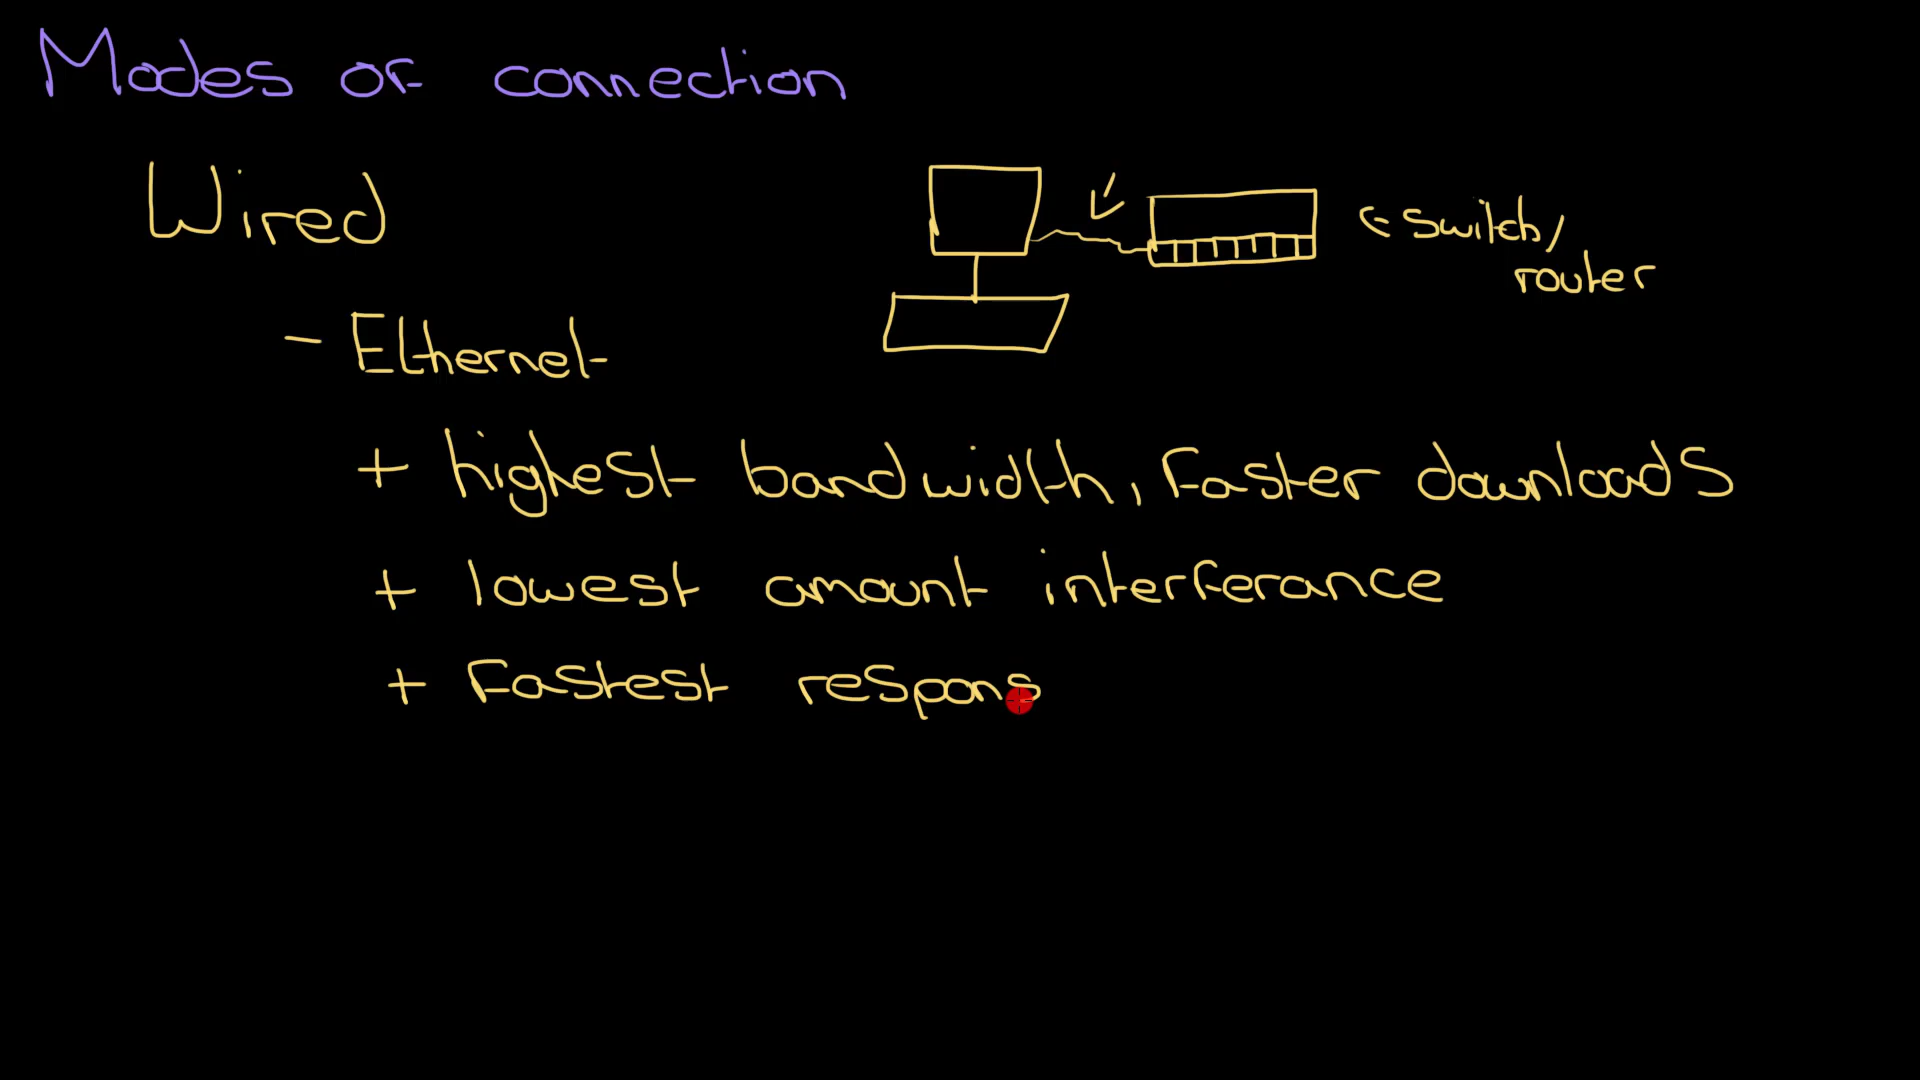 Modes of connection
Wired
← switch/
router
- Ethernet
+ highest bandwidth, faster downloads
+ lowest amount interferance
+ fastest respons